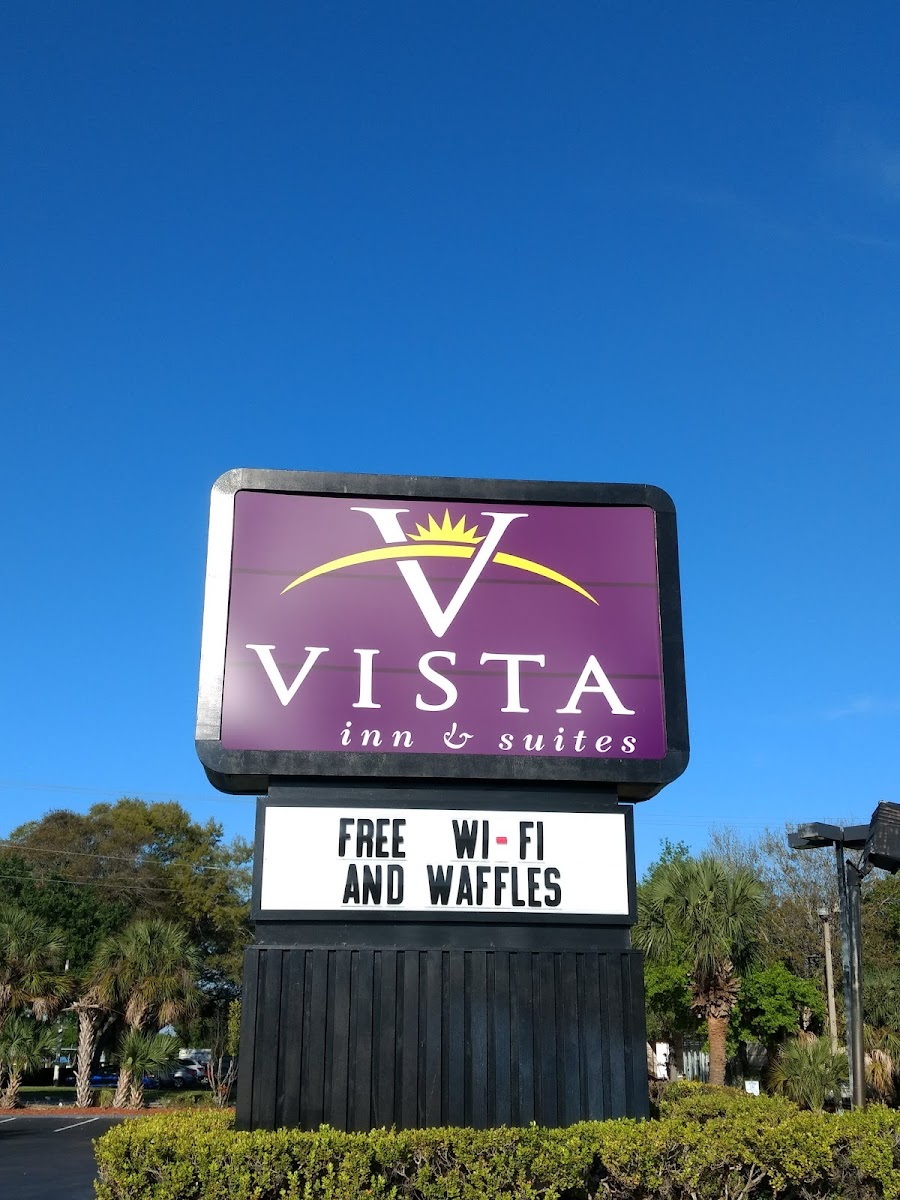 V
VISTA
inn & suites
FREE WI-FI
AND WAFFLES